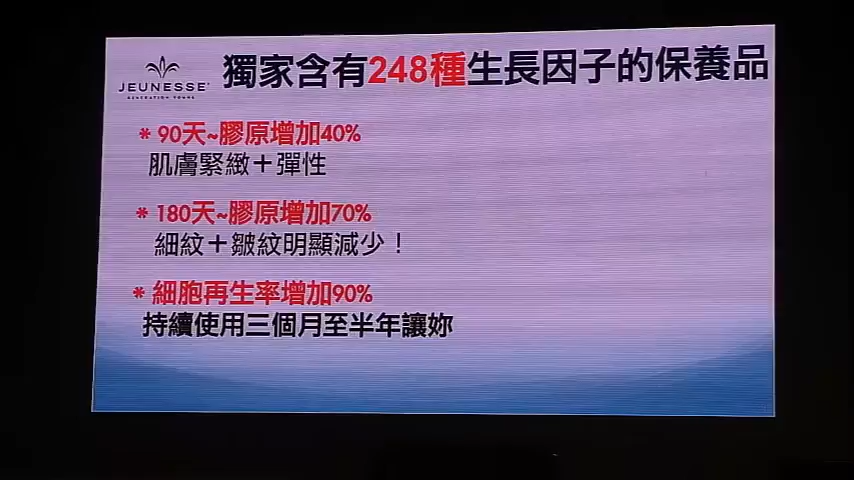 JEUNESSE
GENERATION YOUNG
獨家含有248種生長因子的保養品
* 90天~膠原增加40%
肌膚緊緻＋彈性
* 180天~膠原增加70%
細紋＋皺紋明顯減少！
* 細胞再生率增加90%
持續使用三個月至半年讓妳